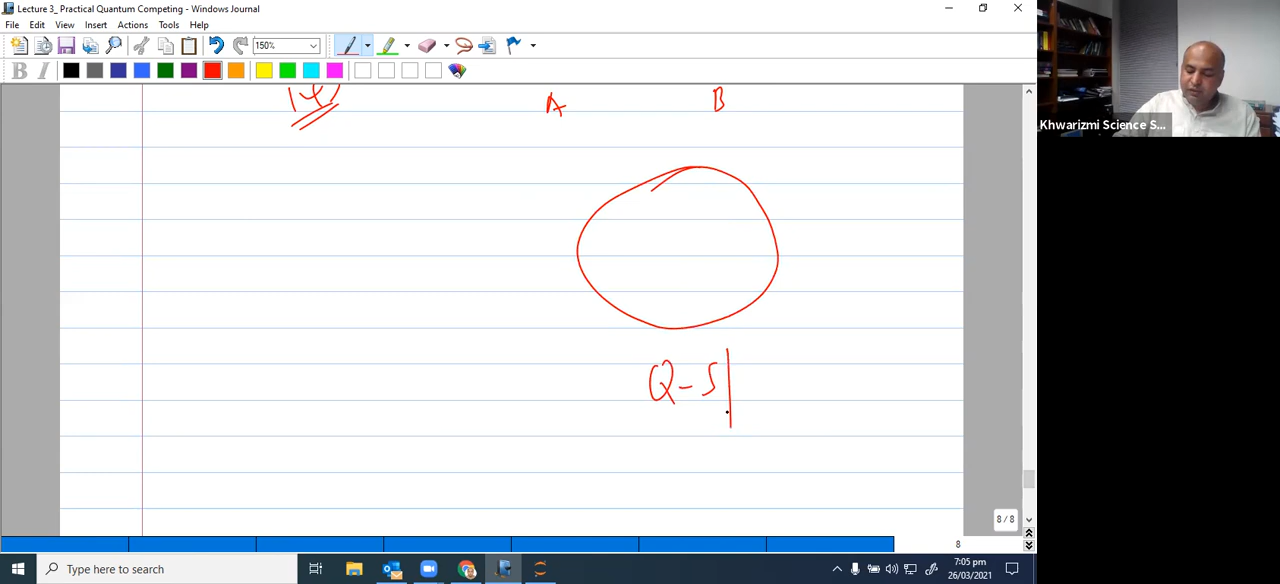 Lecture 3_ Practical Quantum Competing - Windows Journal
File Edit View Insert Actions Tools Help
150%
B I
Khwarizmi Science S...
|ψ⟩
A B
Q-S|
8 / 8
8
Type here to search
7:05 pm
26/03/2021